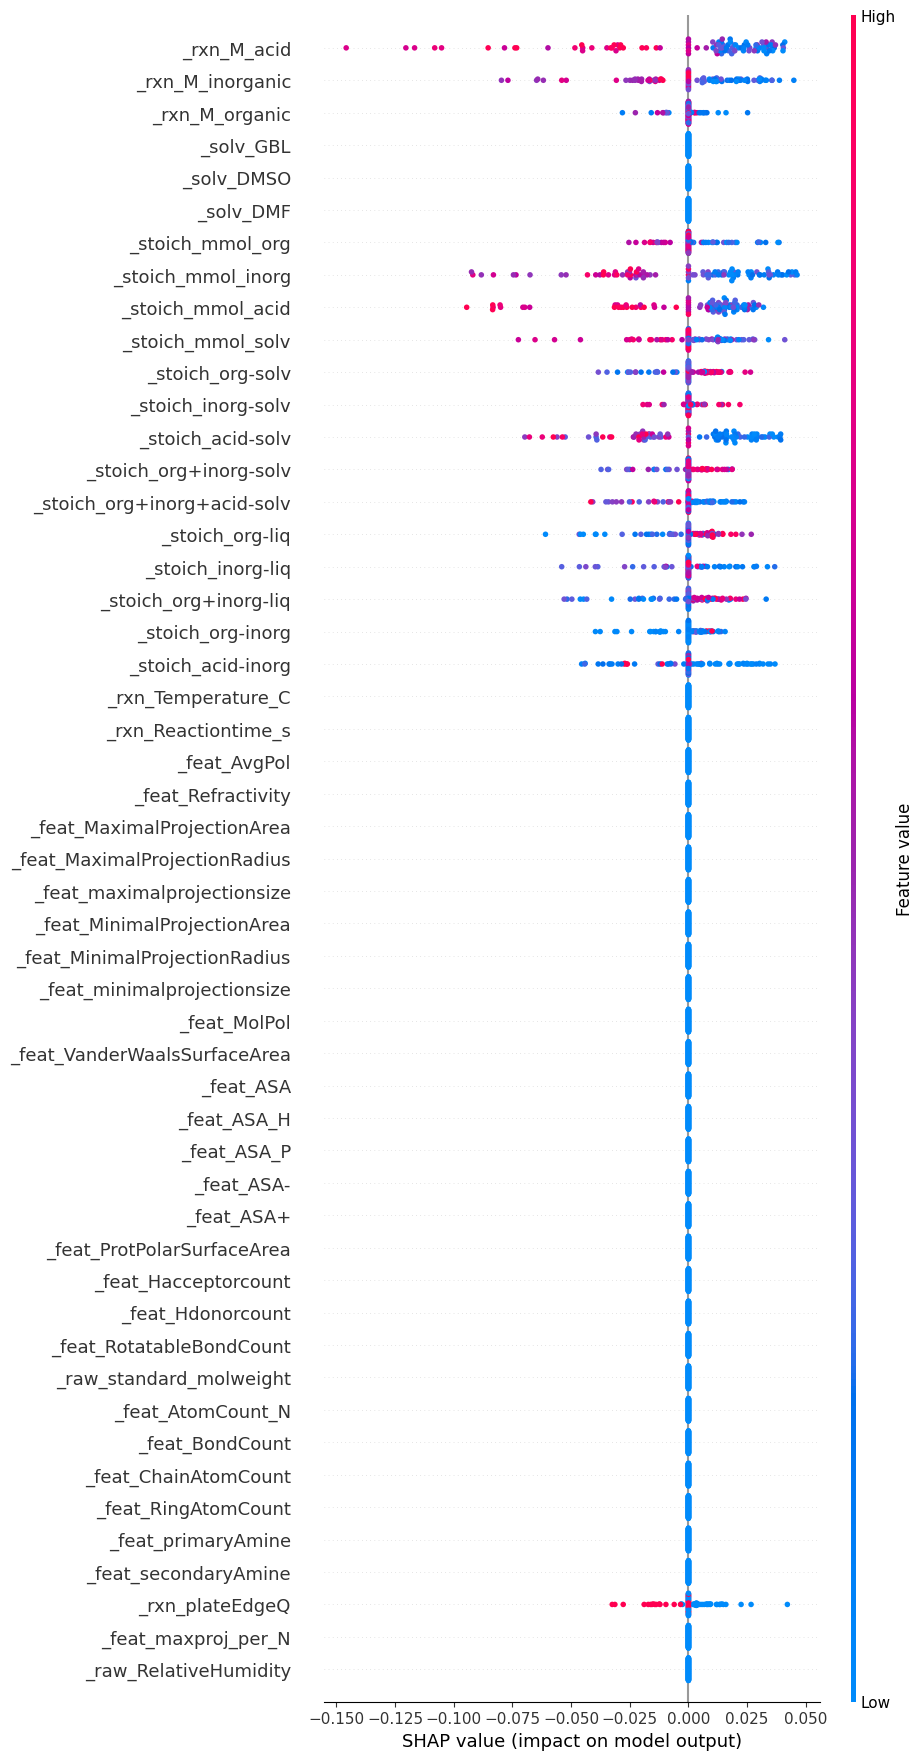 High
_rxn_M_acid
_rxn_M_inorganic
_rxn_M_organic
_solv_GBL
_solv_DMSO
_solv_DMF
_stoich_mmol_org
_stoich_mmol_inorg
_stoich_mmol_acid
_stoich_mmol_solv
_stoich_org-solv
_stoich_inorg-solv
_stoich_acid-solv
_stoich_org+inorg-solv
_stoich_org+inorg+acid-solv
_stoich_org-liq
_stoich_inorg-liq
_stoich_org+inorg-liq
_stoich_org-inorg
_stoich_acid-inorg
_rxn_Temperature_C
_rxn_Reactiontime_s
_feat_AvgPol
_feat_Refractivity
_feat_MaximalProjectionArea
_feat_MaximalProjectionRadius
_feat_maximalprojectionsize
_feat_MinimalProjectionArea
_feat_MinimalProjectionRadius
_feat_minimalprojectionsize
_feat_MolPol
_feat_VanderWaalsSurfaceArea
_feat_ASA
_feat_ASA_H
_feat_ASA_P
_feat_ASA-
_feat_ASA+
_feat_ProtPolarSurfaceArea
_feat_Hacceptorcount
_feat_Hdonorcount
_feat_RotatableBondCount
_raw_standard_molweight
_feat_AtomCount_N
_feat_BondCount
_feat_ChainAtomCount
_feat_RingAtomCount
_feat_primaryAmine
_feat_secondaryAmine
_rxn_plateEdgeQ
_feat_maxproj_per_N
_raw_RelativeHumidity
Feature value
Low
−0.150 −0.125 −0.100 −0.075 −0.050 −0.025 0.000 0.025 0.050
SHAP value (impact on model output)